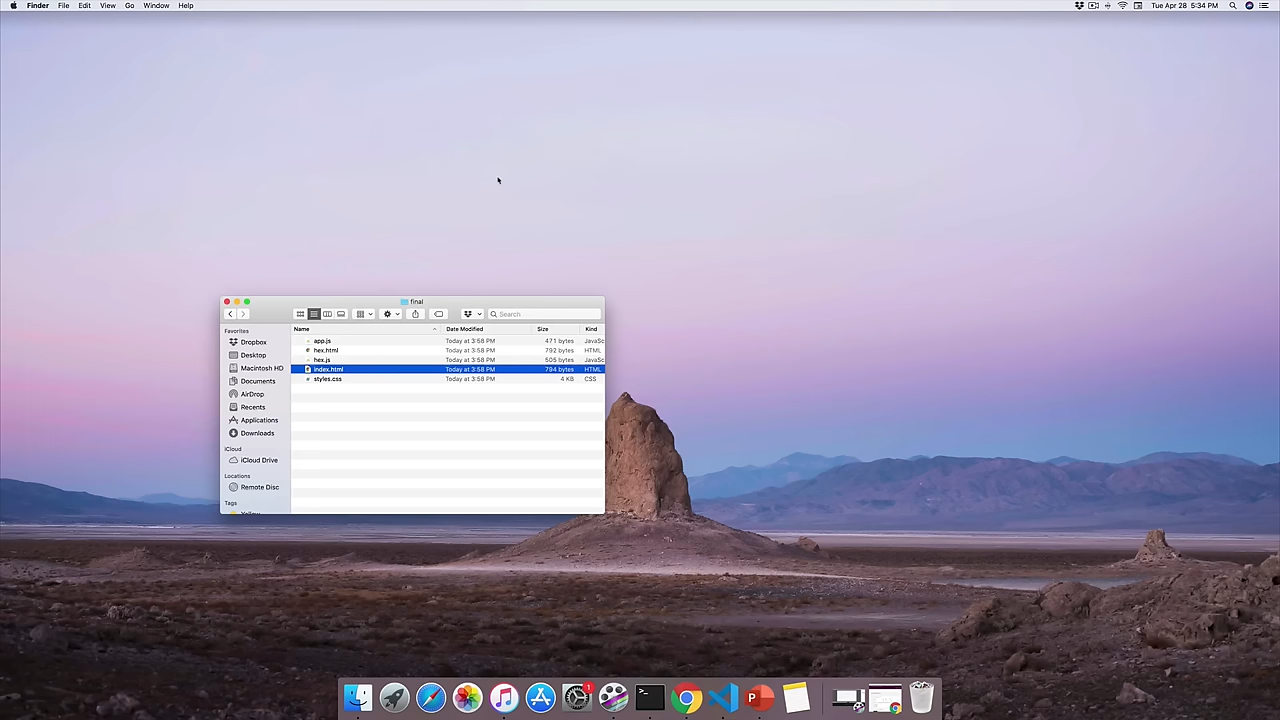 Finder File Edit View Go Window Help Tue Apr 28 5:34 PM
final
Search
Favorites
Dropbox
Desktop
Macintosh HD
Documents
AirDrop
Recents
Applications
Downloads
iCloud
iCloud Drive
Locations
Remote Disc
Tags
Yellow
Name Date Modified Size Kind
app.js Today at 3:58 PM 471 bytes JavaSc
hex.html Today at 3:58 PM 792 bytes HTML
hex.js Today at 3:58 PM 505 bytes JavaSc
index.html Today at 3:58 PM 794 bytes HTML
styles.css Today at 3:58 PM 4 KB CSS
1
P